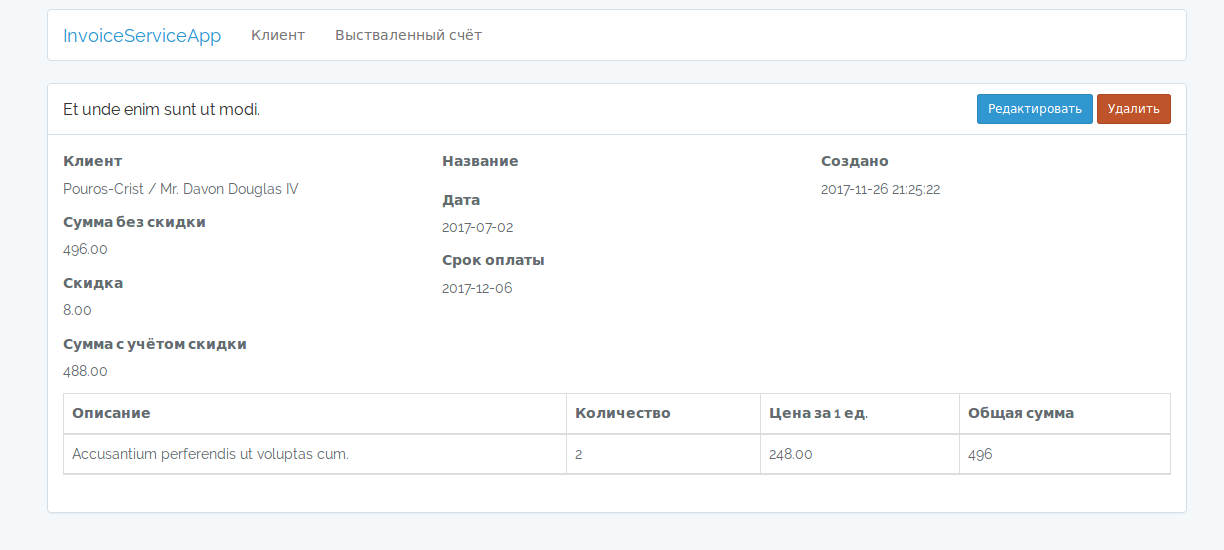 InvoiceServiceApp Клиент Выстваленный счёт
Et unde enim sunt ut modi. Редактировать Удалить
Клиент Название Создано
Pouros-Crist / Mr. Davon Douglas IV 2017-11-26 21:25:22
Дата
Сумма без скидки
2017-07-02
496.00
Срок оплаты
Скидка
2017-12-06
8.00
Сумма с учётом скидки
488.00
Описание Количество Цена за 1 ед. Общая сумма
Accusantium perferendis ut voluptas cum. 2 248.00 496